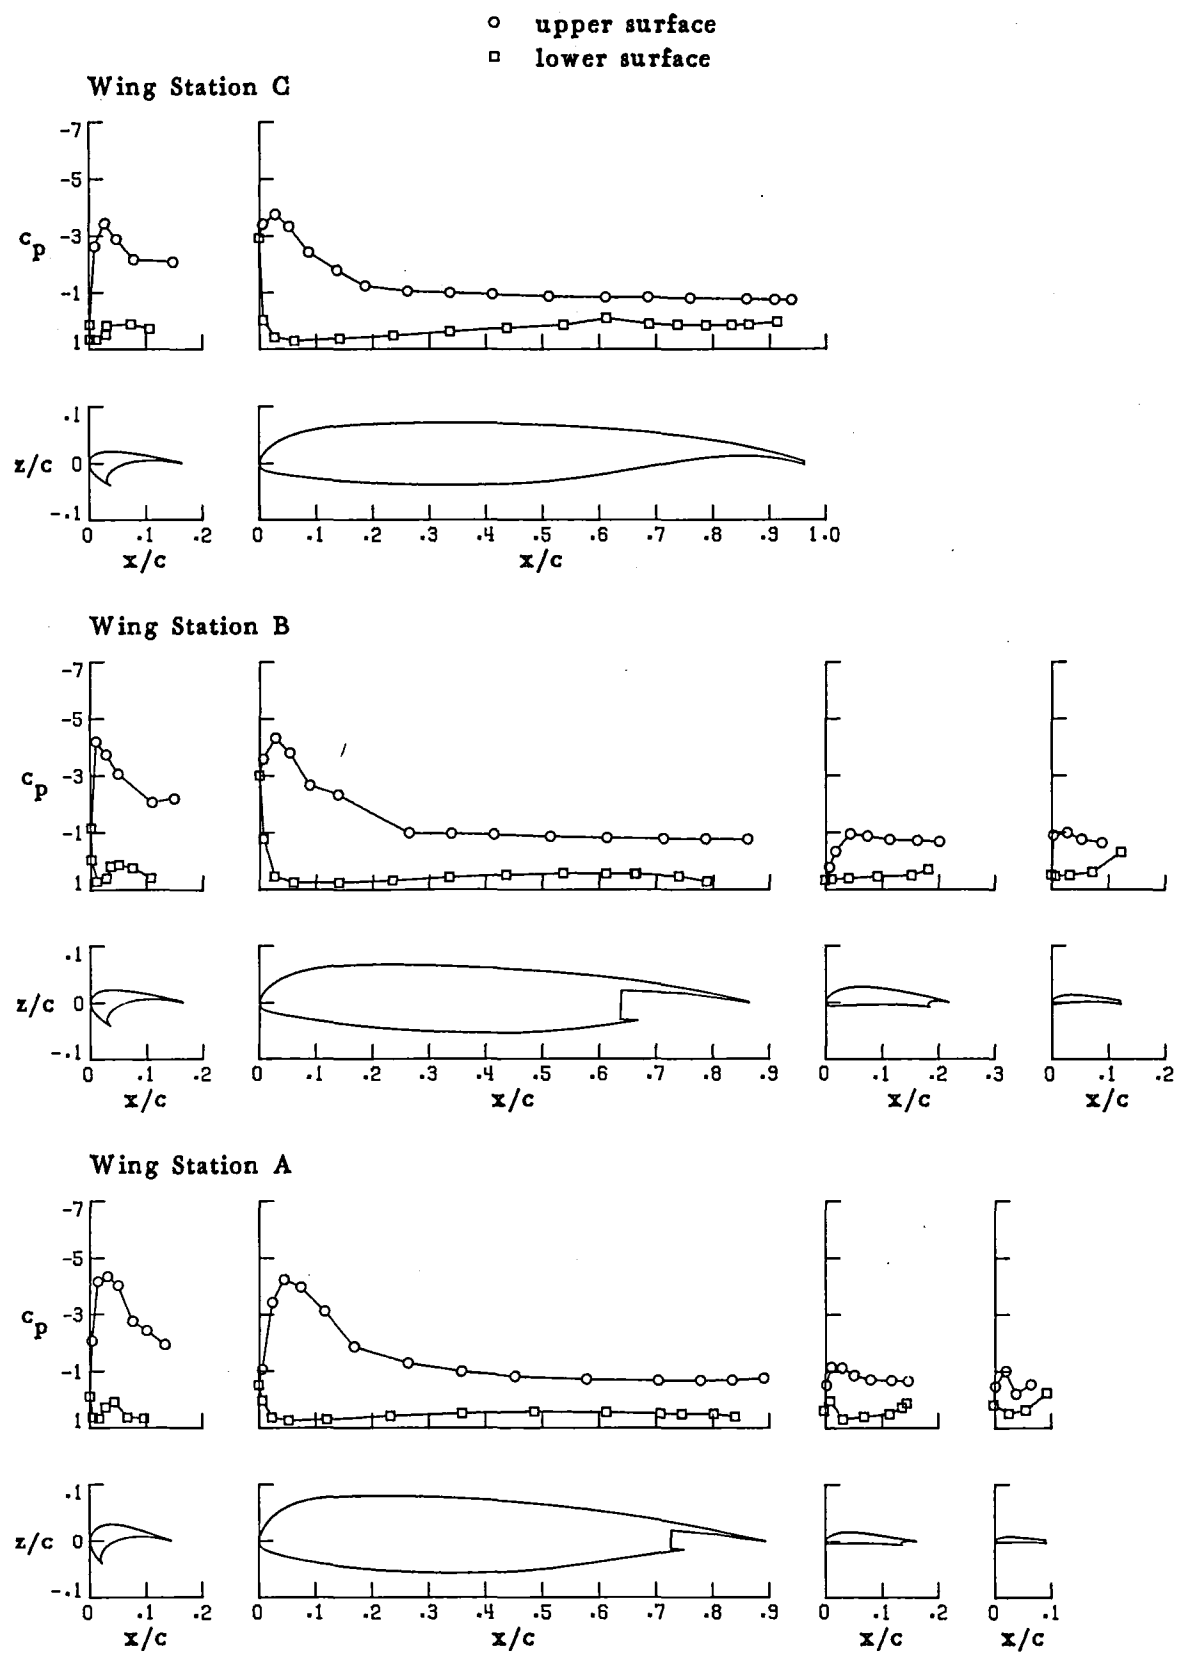 upper surface
lower surface
Wing Station C
-7
-5
-3
-1
1
c_p
.1
0
-.1
z/c
0 .1 .2 0 .1 .2 .3 .4 .5 .6 .7 .8 .9 1.0
x/c x/c
Wing Station B
-7
-5
-3
-1
1
c_p
.1
0
-.1
z/c
0 .1 .2 0 .1 .2 .3 .4 .5 .6 .7 .8 .9 0 .1 .2 .3 0 .1 .2
x/c x/c x/c x/c
Wing Station A
-7
-5
-3
-1
1
c_p
.1
0
-.1
z/c
0 .1 .2 0 .1 .2 .3 .4 .5 .6 .7 .8 .9 0 .1 .2 0 .1
x/c x/c x/c x/c